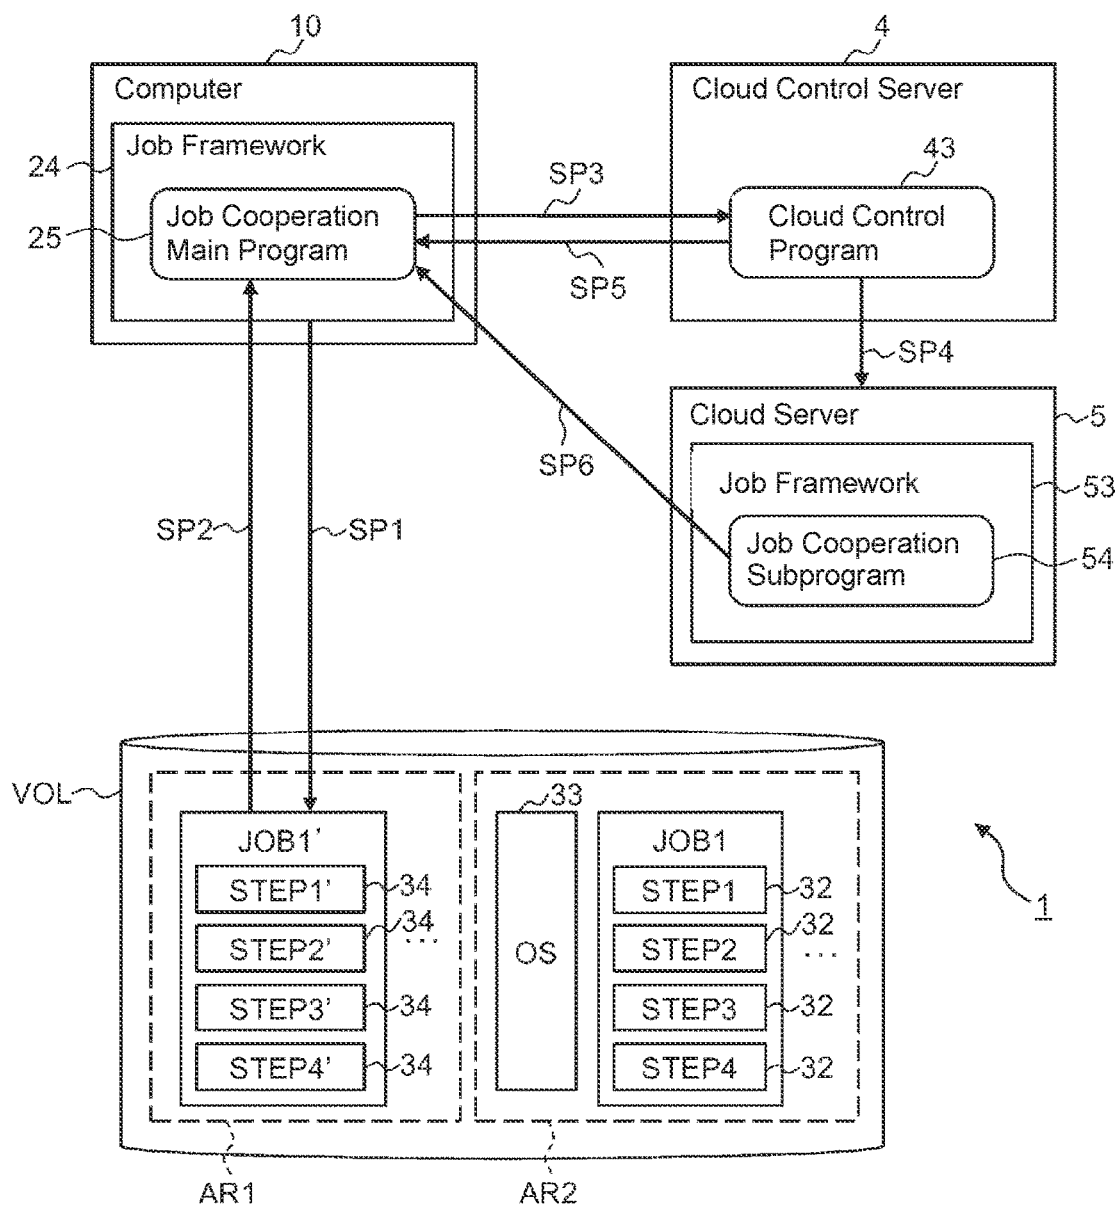 10
4
Computer
Cloud Control Server
Job Framework
24
43
SP3
Job Cooperation
Main Program
25
Cloud Control
Program
SP5
SP4
Cloud Server
5
SP6
Job Framework
53
SP2
SP1
Job Cooperation
Subprogram
54
VOL
33
JOB1’
JOB1
STEP1’
34
STEP1
32
1
STEP2’
34
...
OS
STEP2
32
...
STEP3’
34
STEP3
32
STEP4’
34
STEP4
32
AR1
AR2